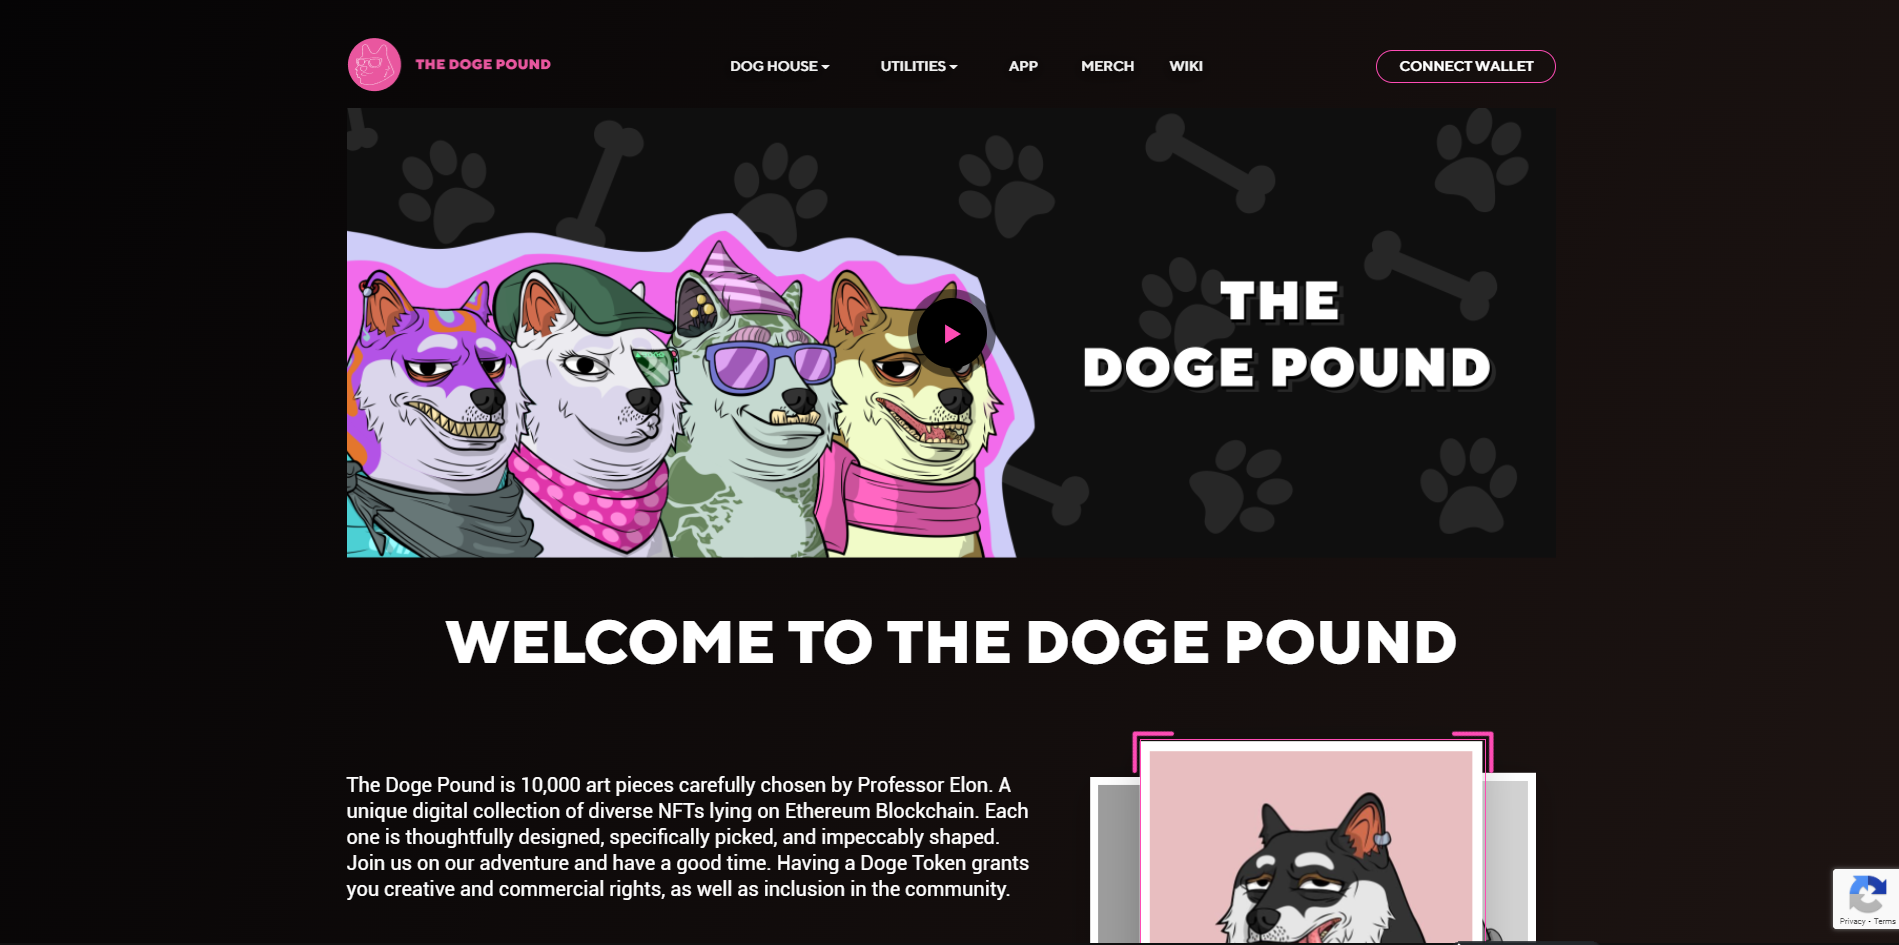 THE DOGE POUND
DOG HOUSE
UTILITIES
APP
MERCH
WIKI
CONNECT WALLET
THE
DOGE POUND
WELCOME TO THE DOGE POUND
The Doge Pound is 10,000 art pieces carefully chosen by Professor Elon. A
unique digital collection of diverse NFTs lying on Ethereum Blockchain. Each
one is thoughtfully designed, specifically picked, and impeccably shaped.
Join us on our adventure and have a good time. Having a Doge Token grants
you creative and commercial rights, as well as inclusion in the community.
Privacy - Terms